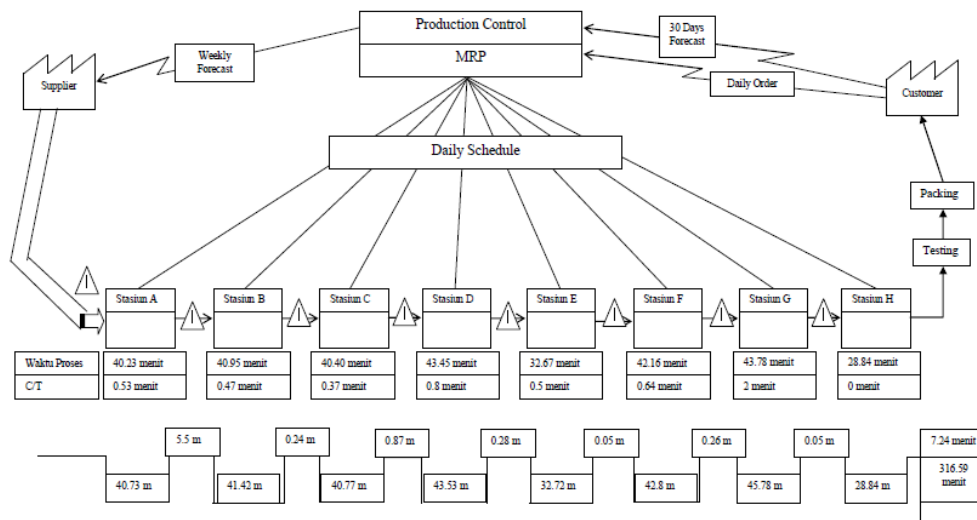 Production Control
MRP
30 Days
Forecast
Weekly
Forecast
Daily Order
Supplier
Customer
Daily Schedule
Packing
Testing
Stasiun A
Stasiun B
Stasiun C
Stasiun D
Stasiun E
Stasiun F
Stasiun G
Stasiun H
Waktu Proses 40.23 menit 40.95 menit 40.40 menit 43.45 menit 32.67 menit 42.16 menit 43.78 menit 28.84 menit
C/T 0.53 menit 0.47 menit 0.37 menit 0.8 menit 0.5 menit 0.64 menit 2 menit 0 menit
5.5 m 0.24 m 0.87 m 0.28 m 0.05 m 0.26 m 0.05 m 7.24 menit
40.73 m 41.42 m 40.77 m 43.53 m 32.72 m 42.8 m 45.78 m 28.84 m 316.59
menit